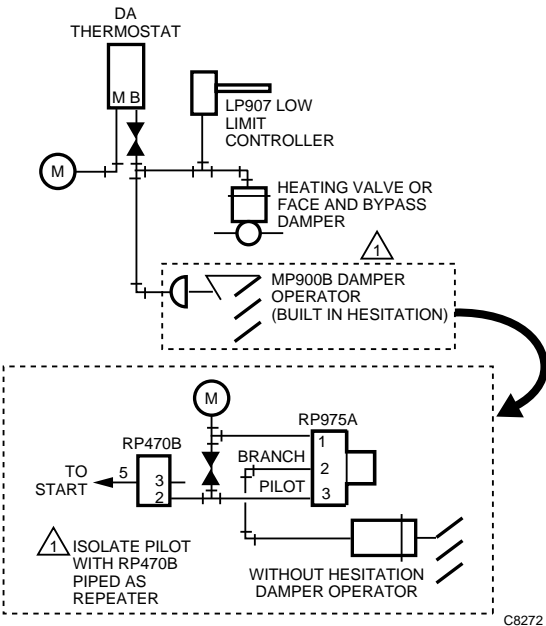 DA
THERMOSTAT
M B
LP907 LOW
LIMIT
CONTROLLER
M
HEATING VALVE OR
FACE AND BYPASS
DAMPER
1
MP900B DAMPER
OPERATOR
(BUILT IN HESITATION)
M
RP975A
RP470B
1
BRANCH
2
TO
START
5
3
PILOT
2
3
1
ISOLATE PILOT
WITH RP470B
PIPED AS
REPEATER
WITHOUT HESITATION
DAMPER OPERATOR
C8272